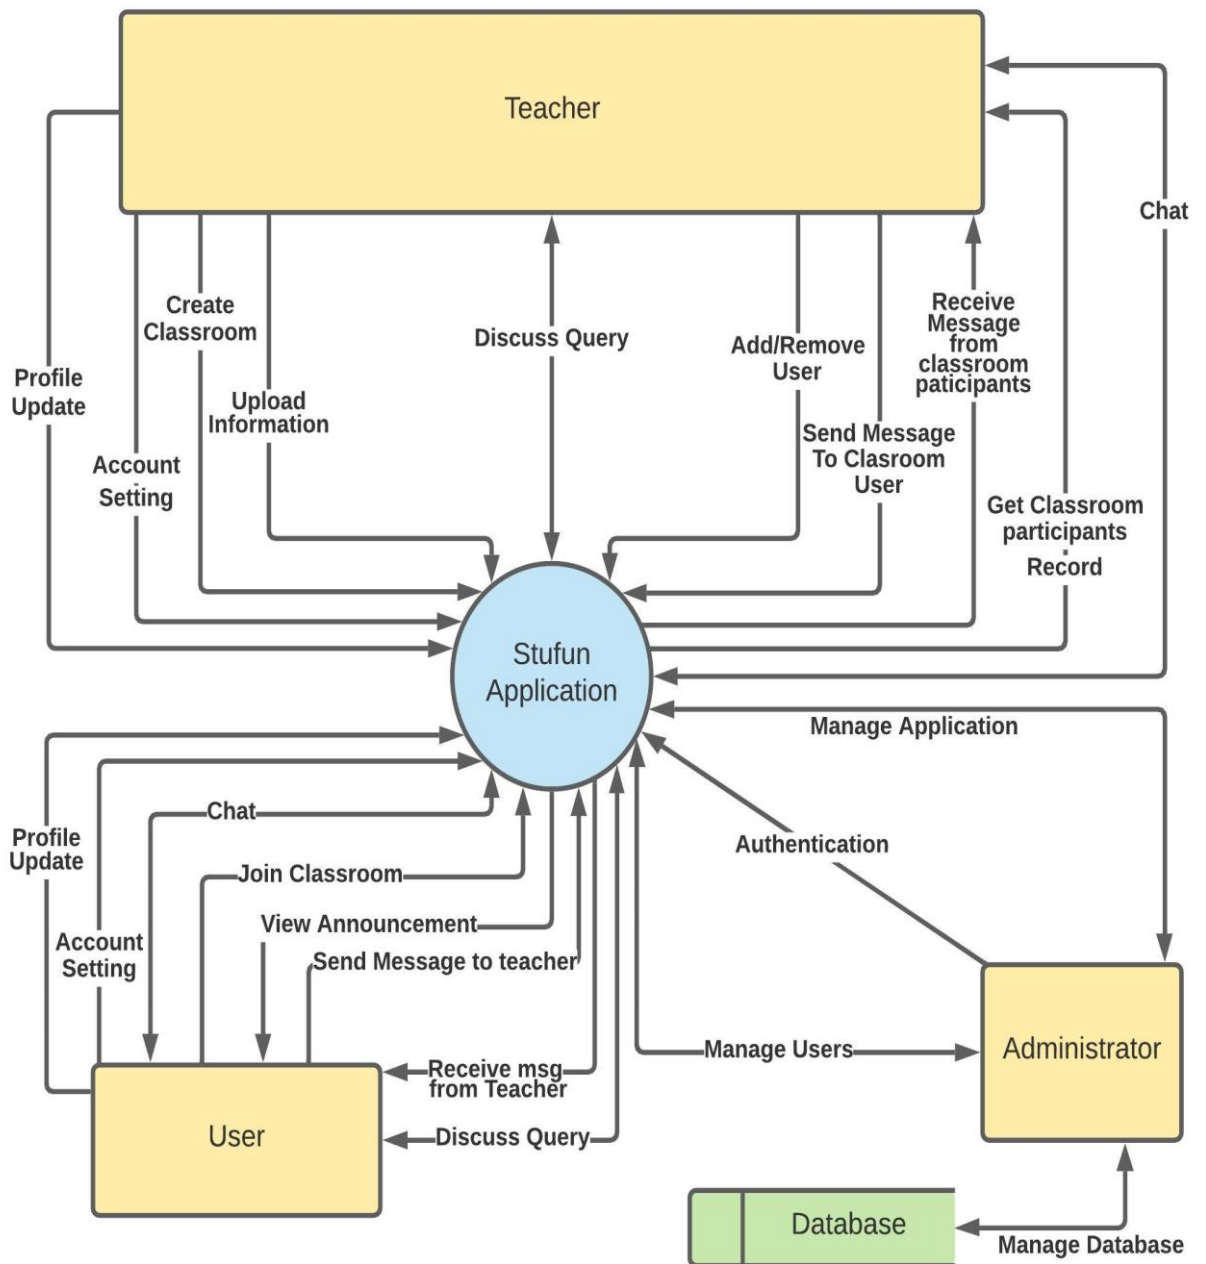 Teacher
Chat
Create
Classroom
Discuss Query
Receive
Message
from
classroom
paticipants
Add/Remove
User
Profile
Update
Upload
Information
Send Message
To Clasroom
User
Account
Setting
Get Classroom
participants
Record
Stufun
Application
Manage Application
Chat
Profile
Update
Authentication
Join Classroom
View Announcement
Account
Setting
Send Message to teacher
Manage Users
Administrator
Receive msg
from Teacher
User
Discuss Query
Database
Manage Database